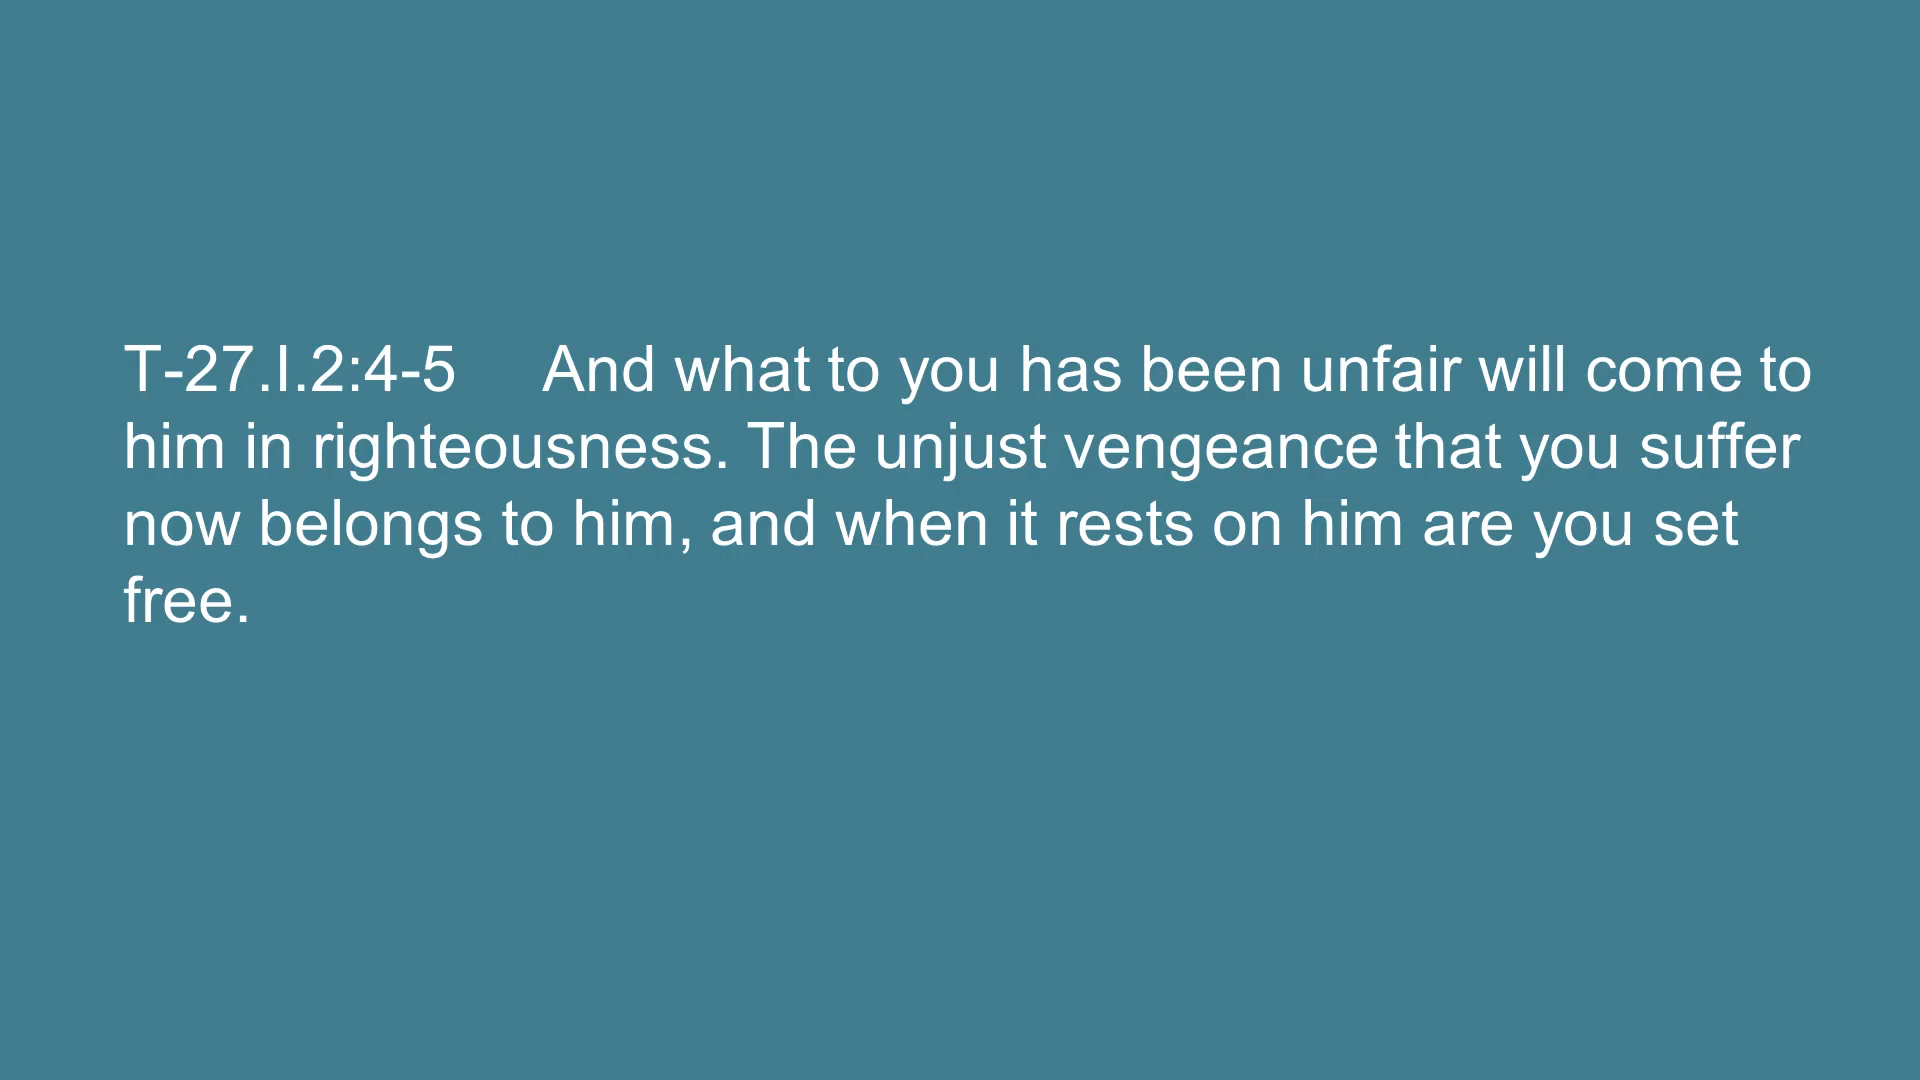 T-27.I.2:4-5     And what to you has been unfair will come to
him in righteousness. The unjust vengeance that you suffer
now belongs to him, and when it rests on him are you set
free.